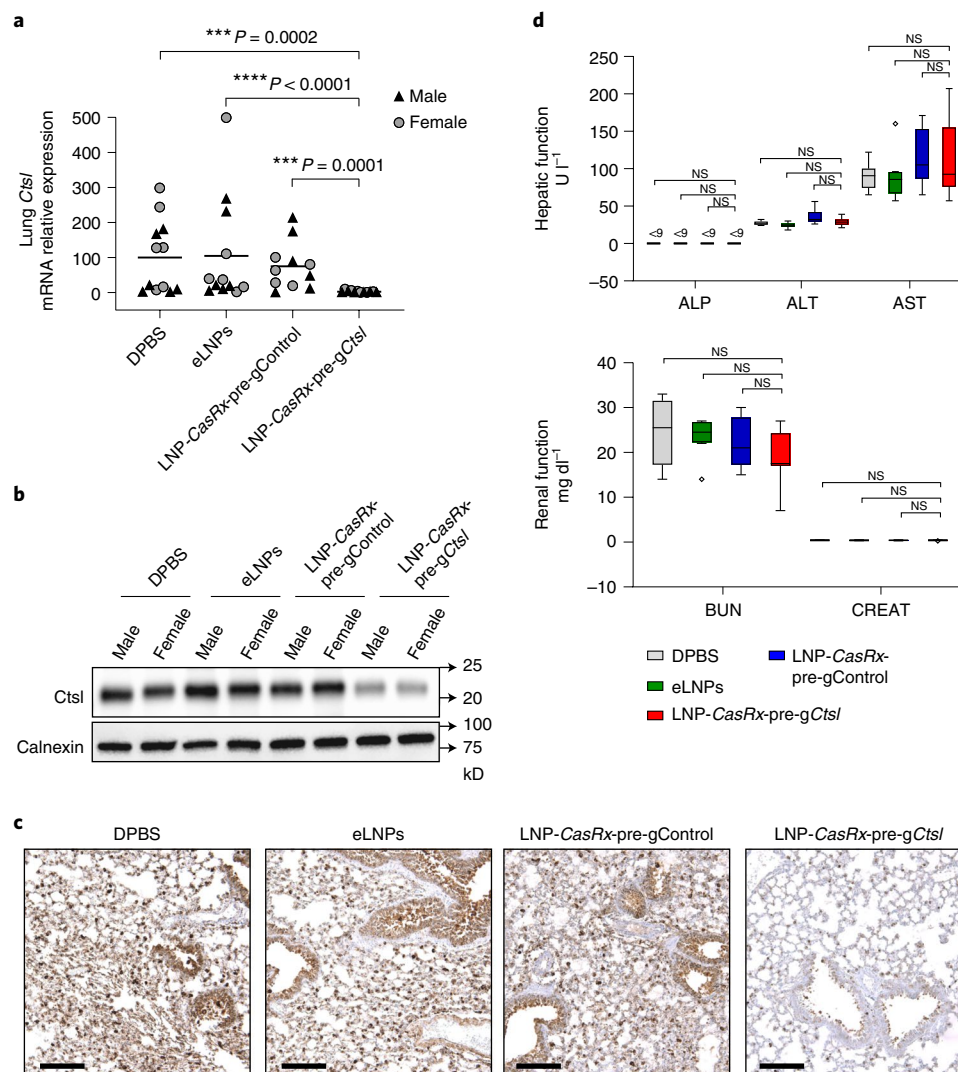 a
*** P = 0.0002
**** P < 0.0001
*** P = 0.0001
Male
Female
Lung Ctsl
mRNA relative expression
500
400
300
200
100
0
DPBS
eLNPs
LNP-CasRx-pre-gControl
LNP-CasRx-pre-gCtsl
b
DPBS
eLNPs
LNP-CasRx-
pre-gControl
LNP-CasRx-
pre-gCtsl
Male
Female
Male
Female
Male
Female
Male
Female
Ctsl
25
20
Calnexin
100
75
kD
c
DPBS
eLNPs
LNP-CasRx-pre-gControl
LNP-CasRx-pre-gCtsl
d
Hepatic function
U l⁻¹
250
200
150
100
50
0
−50
NS
NS
NS
NS
NS
NS
NS
NS
NS
<9
<9
<9
<9
ALP
ALT
AST
Renal function
mg dl⁻¹
40
30
20
10
0
−10
NS
NS
NS
NS
NS
NS
BUN
CREAT
DPBS
eLNPs
LNP-CasRx-pre-gCtsl
LNP-CasRx-
pre-gControl